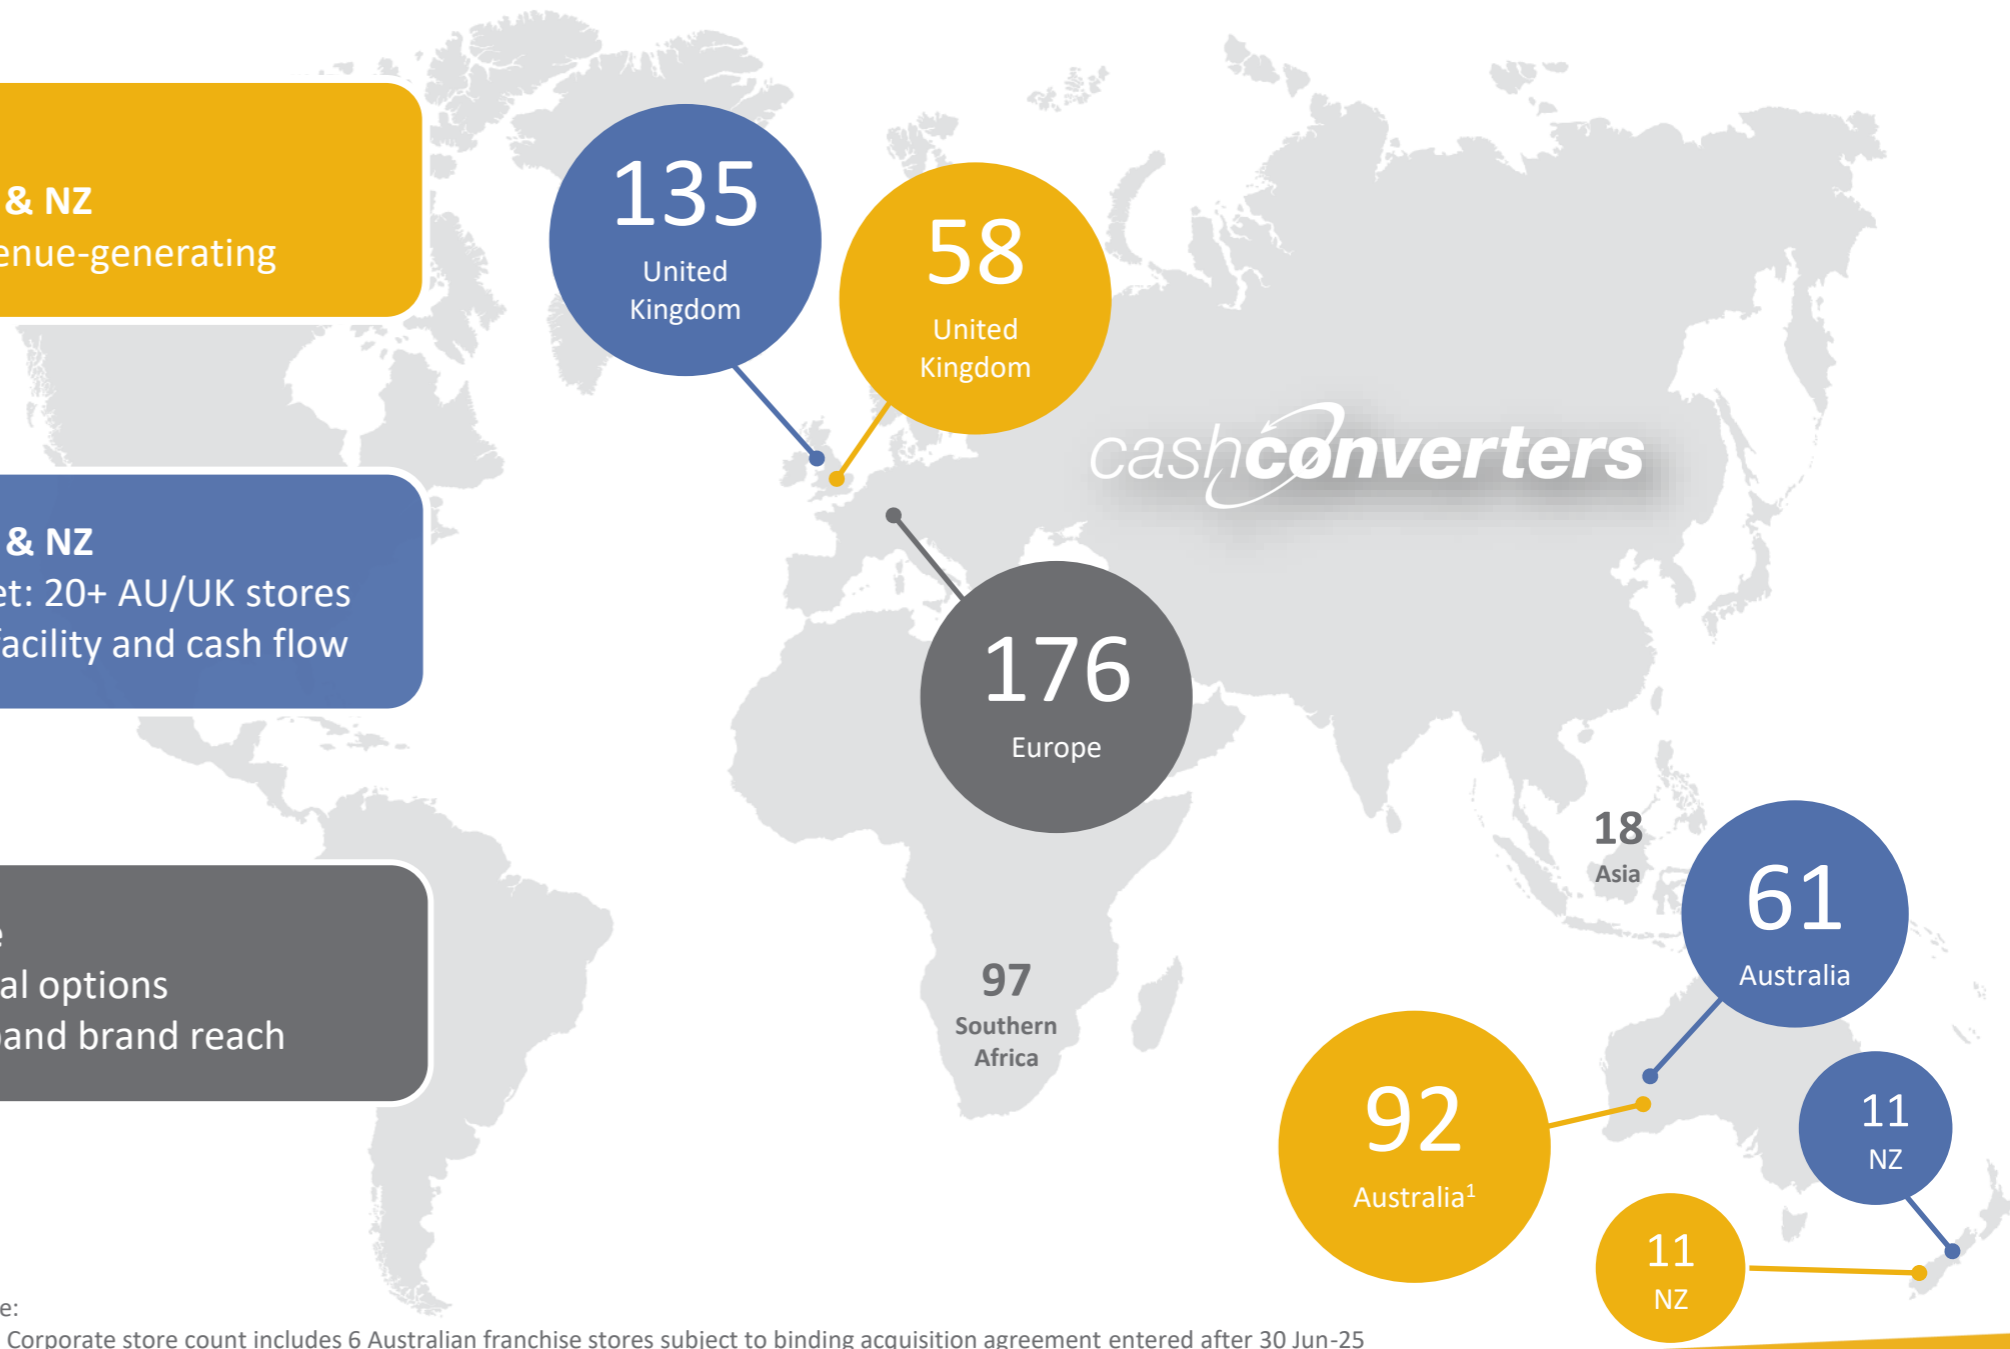 & NZ
enue-generating
& NZ
et: 20+ AU/UK stores
facility and cash flow
e
al options
and brand reach
135
United
Kingdom
58
United
Kingdom
cashconverters
176
Europe
18
Asia
61
Australia
97
Southern
Africa
92
Australia¹
11
NZ
11
NZ
e:
Corporate store count includes 6 Australian franchise stores subject to binding acquisition agreement entered after 30 Jun-25